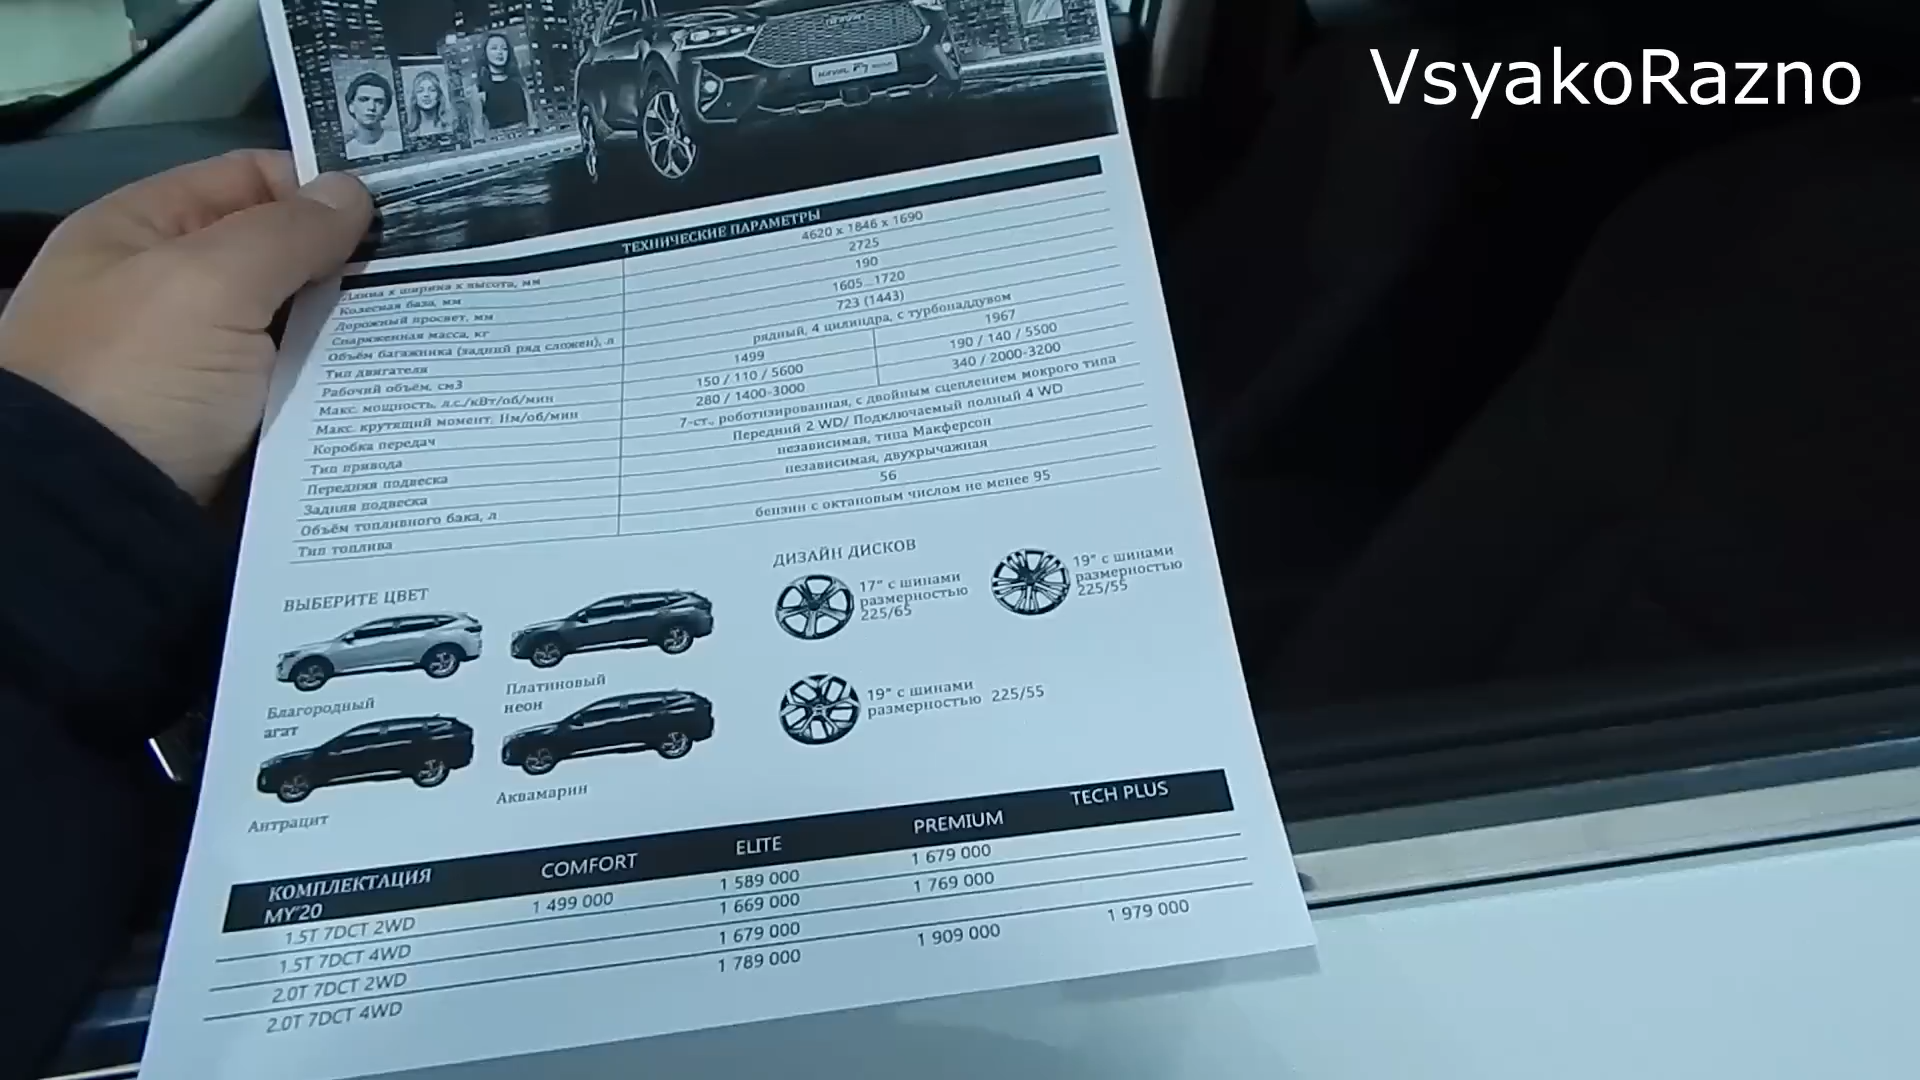 VsyakoRazno
HAVAL F7
ТЕХНИЧЕСКИЕ ПАРАМЕТРЫ
Длина х ширина х высота, мм 4620 x 1846 x 1690
Колесная база, мм 2725
Дорожный просвет, мм 190
Снаряженная масса, кг 1605...1720
Объём багажника (задний ряд сложен), л 723 (1443)
Тип двигателя рядный, 4 цилиндра, с турбонаддувом
Рабочий объём, см3 1499 1967
Макс. мощность, л.с./кВт/об/мин 150 / 110 / 5600 190 / 140 / 5500
Макс. крутящий момент, Нм/об/мин 280 / 1400-3000 340 / 2000-3200
Коробка передач 7-ст., роботизированная, с двойным сцеплением мокрого типа
Тип привода Передний 2 WD/ Подключаемый полный 4 WD
Передняя подвеска независимая, типа Макферсон
Задняя подвеска независимая, двухрычажная
Объём топливного бака, л 56
Тип топлива бензин с октановым числом не менее 95
ВЫБЕРИТЕ ЦВЕТ
Благородный
агат
Платиновый
неон
Антрацит
Аквамарин
ДИЗАЙН ДИСКОВ
17" с шинами
размерностью
225/65
19" с шинами
размерностью
225/55
19" с шинами
размерностью 225/55
КОМПЛЕКТАЦИЯ
MY'20
COMFORT ELITE PREMIUM TECH PLUS
1.5T 7DCT 2WD 1 499 000 1 589 000 1 679 000
1.5T 7DCT 4WD 1 669 000 1 769 000
2.0T 7DCT 2WD 1 679 000
2.0T 7DCT 4WD 1 789 000 1 909 000 1 979 000